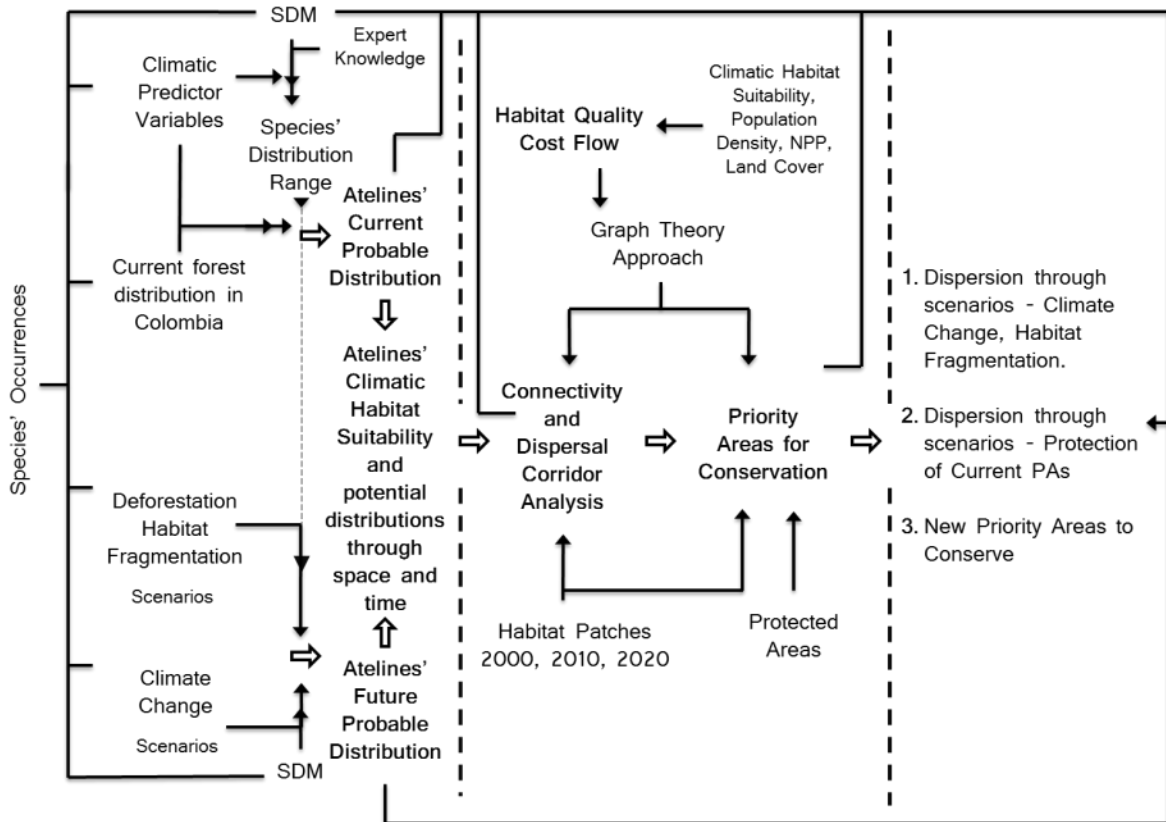 SDM
Expert
Knowledge
Climatic
Predictor
Variables
Species'
Distribution
Range
Current forest
distribution in
Colombia
Species' Occurrences
Deforestation
Habitat
Fragmentation
Scenarios
Climate
Change
Scenarios
SDM
Atelines'
Current
Probable
Distribution
Atelines'
Climatic
Habitat
Suitability
and
potential
distributions
through
space and
time
Atelines'
Future
Probable
Distribution
Habitat Quality
Cost Flow
Climatic Habitat
Suitability,
Population
Density, NPP,
Land Cover
Graph Theory
Approach
Connectivity
and
Dispersal
Corridor
Analysis
Priority
Areas for
Conservation
Habitat Patches
2000, 2010, 2020
Protected
Areas
1. Dispersion through
scenarios - Climate
Change, Habitat
Fragmentation.
2. Dispersion through
scenarios - Protection
of Current PAs
3. New Priority Areas to
Conserve